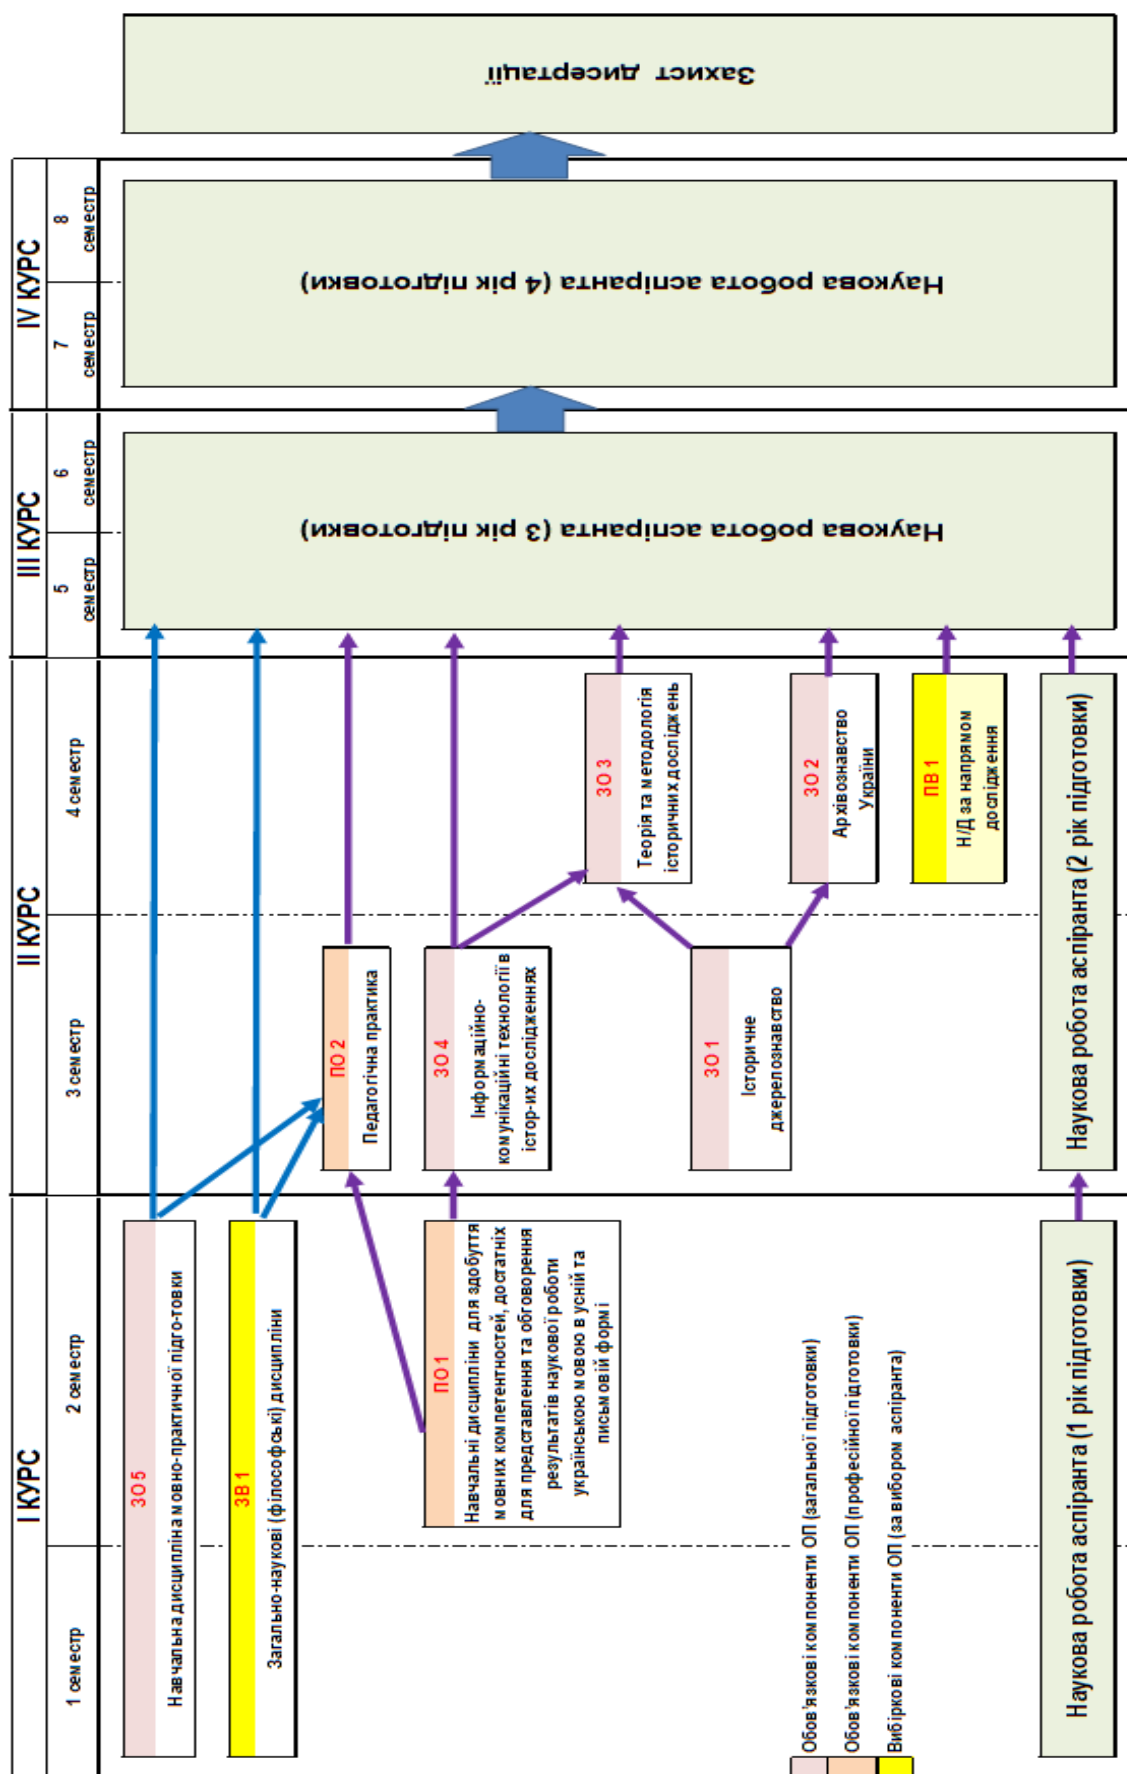 І КУРС
ІІ КУРС
ІІІ КУРС
IV КУРС
1 семестр
2 семестр
3 семестр
4 семестр
5
семестр
6
семестр
7
семестр
8
семестр
ЗО 5
Навчальна дисципліна мовно-практичної підго-товки
ЗВ 1
Загально-наукові (філософські) дисципліни
ПО 1
Навчальні дисципліни для здобуття
мовних компетентностей, достатніх
для представлення та обговорення
результатів наукової роботи
українською мовою в усній та
письмовій формі
Наукова робота аспіранта (1 рік підготовки)
ПО 2
Педагогічна практика
ЗО 4
Інформаційно-
комунікаційні технології в
істор-их дослідженнях
ЗО 1
Історичне
джерелознавство
ЗО 3
Теорія та методологія
історичних досліджень
ЗО 2
Архівознавство
України
ПВ 1
Н/Д за напрямом
дослідження
Наукова робота аспіранта (2 рік підготовки)
Наукова робота аспіранта (3 рік підготовки)
Наукова робота аспіранта (4 рік підготовки)
Захист дисертації
Обов'язкові компоненти ОП (загальної підготовки)
Обов'язкові компоненти ОП (професійної підготовки)
Вибіркові компоненти ОП (за вибором аспіранта)